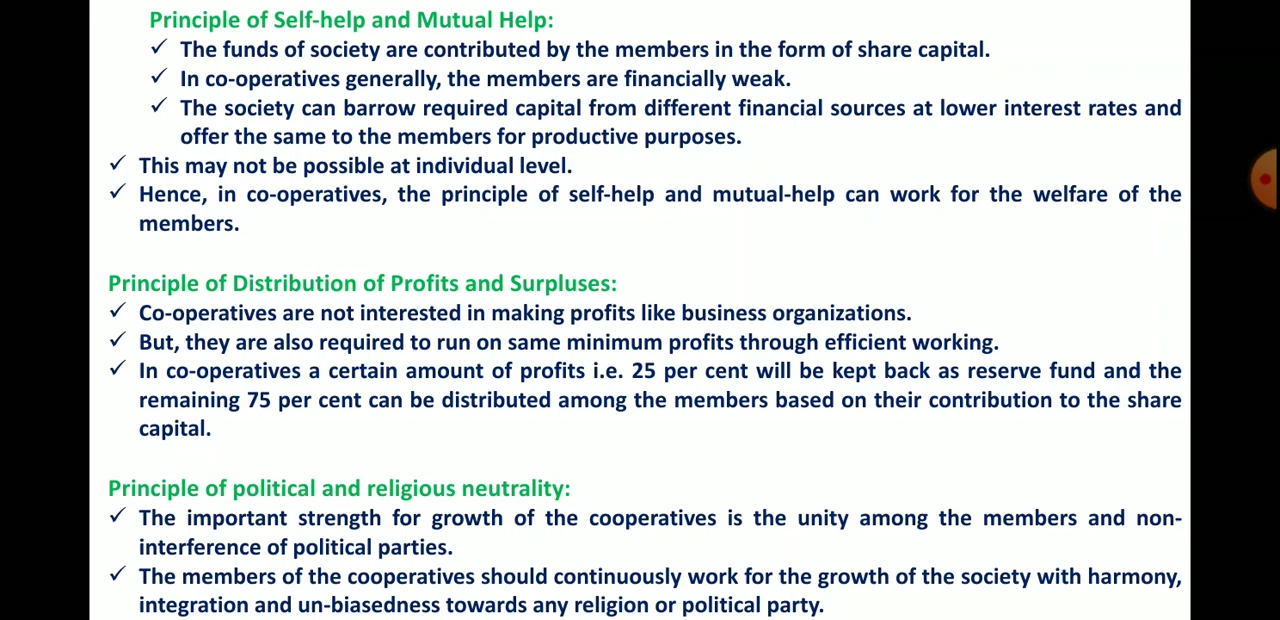 Principle of Self-help and Mutual Help:
✓ The funds of society are contributed by the members in the form of share capital.
✓ In co-operatives generally, the members are financially weak.
✓ The society can barrow required capital from different financial sources at lower interest rates and
offer the same to the members for productive purposes.
✓ This may not be possible at individual level.
✓ Hence, in co-operatives, the principle of self-help and mutual-help can work for the welfare of the
members.
Principle of Distribution of Profits and Surpluses:
✓ Co-operatives are not interested in making profits like business organizations.
✓ But, they are also required to run on same minimum profits through efficient working.
✓ In co-operatives a certain amount of profits i.e. 25 per cent will be kept back as reserve fund and the
remaining 75 per cent can be distributed among the members based on their contribution to the share
capital.
Principle of political and religious neutrality:
✓ The important strength for growth of the cooperatives is the unity among the members and non-
interference of political parties.
✓ The members of the cooperatives should continuously work for the growth of the society with harmony,
integration and un-biasedness towards any religion or political party.